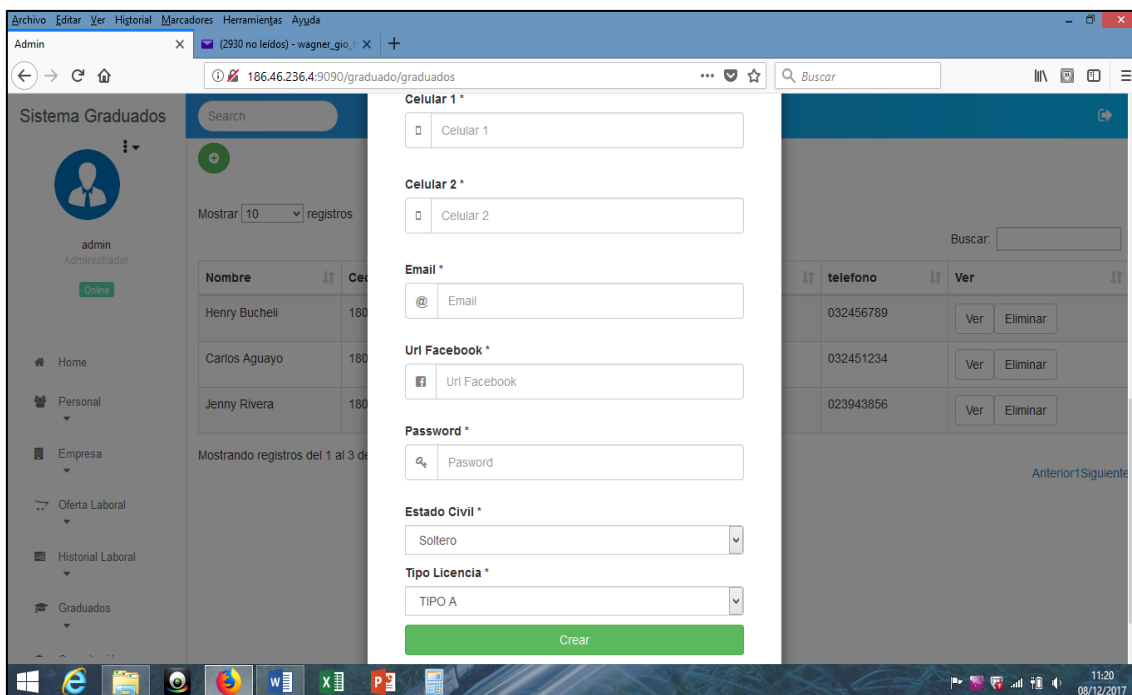 Archivo Editar Ver Historial Marcadores Herramientas Ayuda
Admin
(2930 no leídos) - wagner_gio_
186.46.236.4:9090/graduado/graduados
Buscar
Sistema Graduados
Search
admin
Administrador
Online
Home
Personal
Empresa
Oferta Laboral
Historial Laboral
Graduados
Mostrar 10 registros
Buscar:
Nombre Ced telefono Ver
Henry Bucheli 180 032456789 Ver Eliminar
Carlos Aguayo 180 032451234 Ver Eliminar
Jenny Rivera 180 023943856 Ver Eliminar
Mostrando registros del 1 al 3 de
Anterior1Siguiente
Celular 1 *
Celular 1
Celular 2 *
Celular 2
Email *
@ Email
Url Facebook *
Url Facebook
Password *
Pasword
Estado Civil *
Soltero
Tipo Licencia *
TIPO A
Crear
11:20
08/12/2017